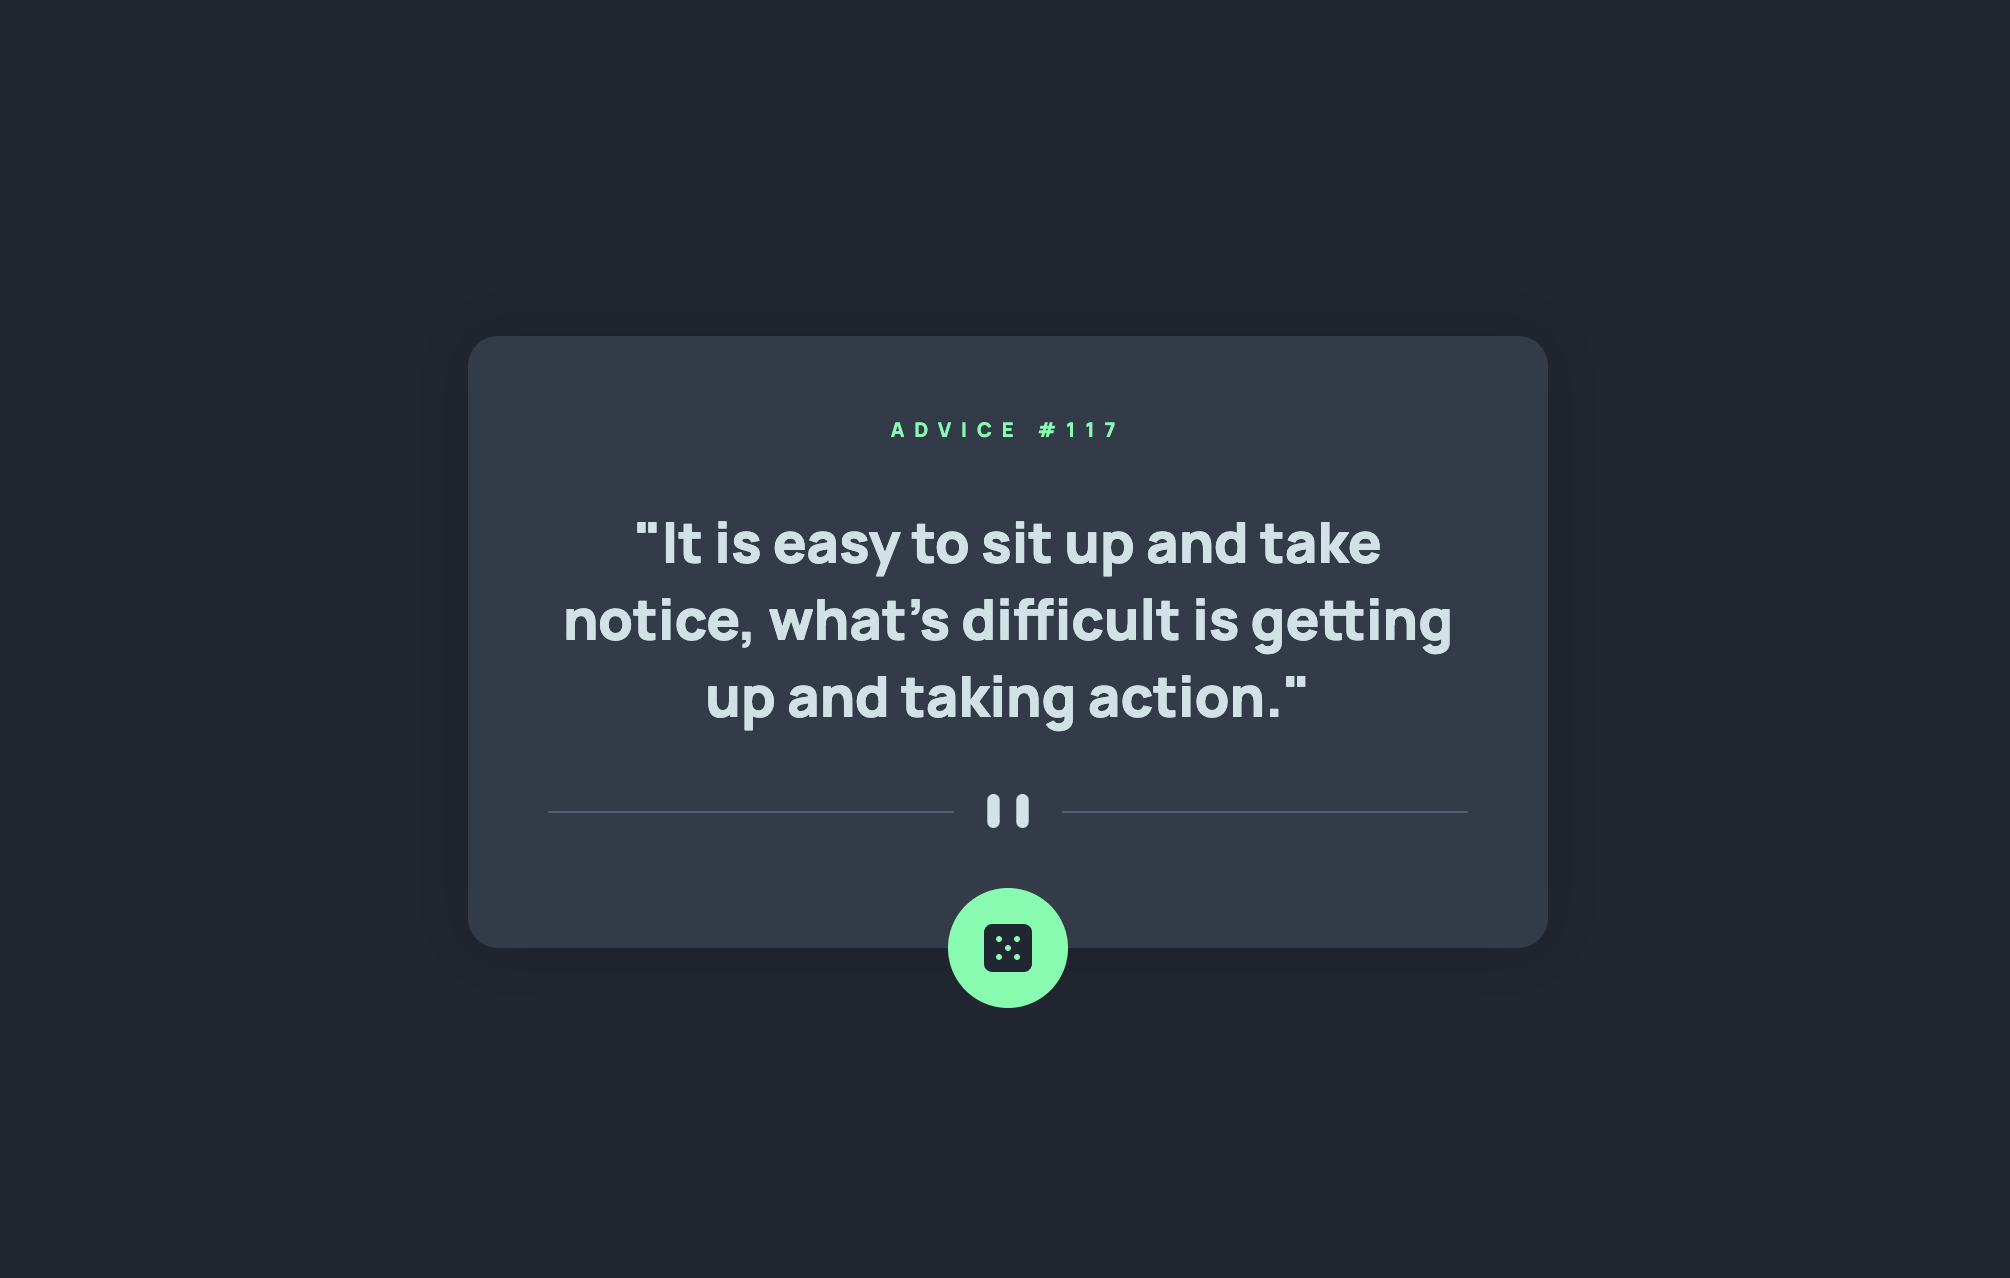 ADVICE #117
"It is easy to sit up and take
notice, what’s difficult is getting
up and taking action."